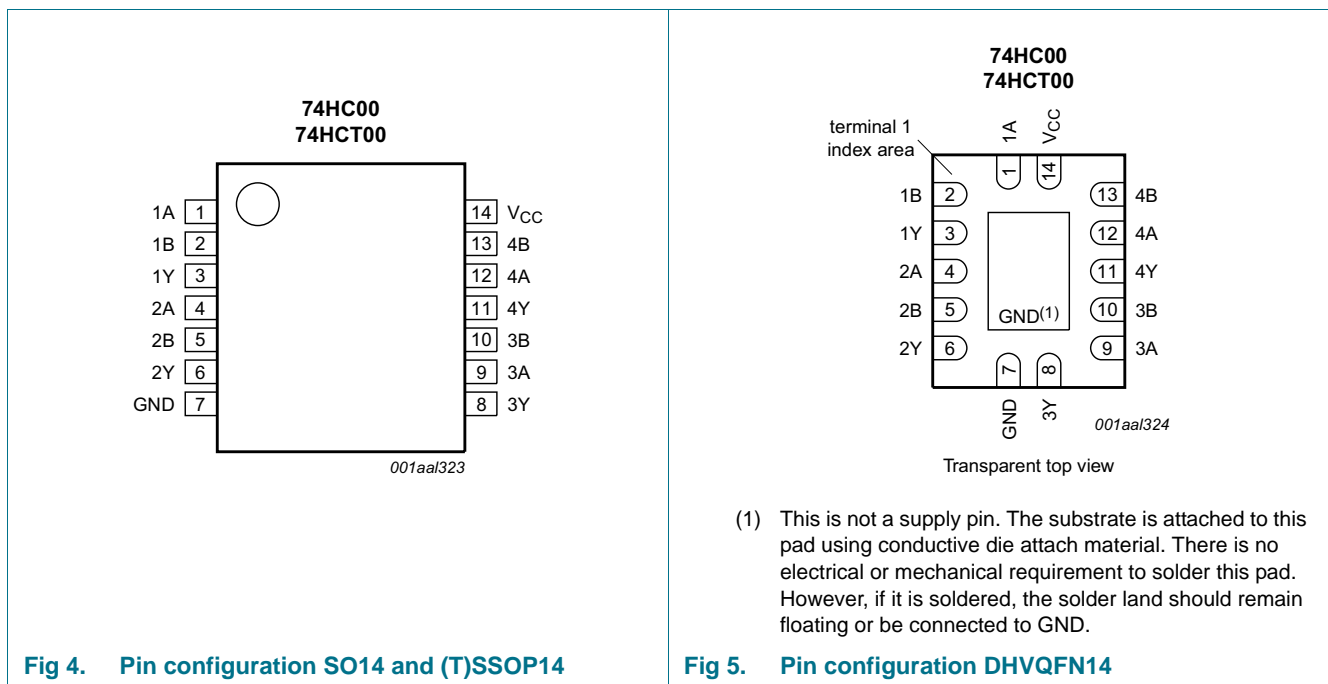 74HC00
74HCT00
1A 1
1B 2
1Y 3
2A 4
2B 5
2Y 6
GND 7
14 VCC
13 4B
12 4A
11 4Y
10 3B
9 3A
8 3Y
001aal323
Fig 4. Pin configuration SO14 and (T)SSOP14
74HC00
74HCT00
terminal 1
index area
1A
VCC
1
14
1B 2
1Y 3
2A 4
2B 5
2Y 6
13 4B
12 4A
11 4Y
10 3B
9 3A
GND(1)
7
8
GND
3Y
001aal324
Transparent top view
(1) This is not a supply pin. The substrate is attached to this
pad using conductive die attach material. There is no
electrical or mechanical requirement to solder this pad.
However, if it is soldered, the solder land should remain
floating or be connected to GND.
Fig 5. Pin configuration DHVQFN14